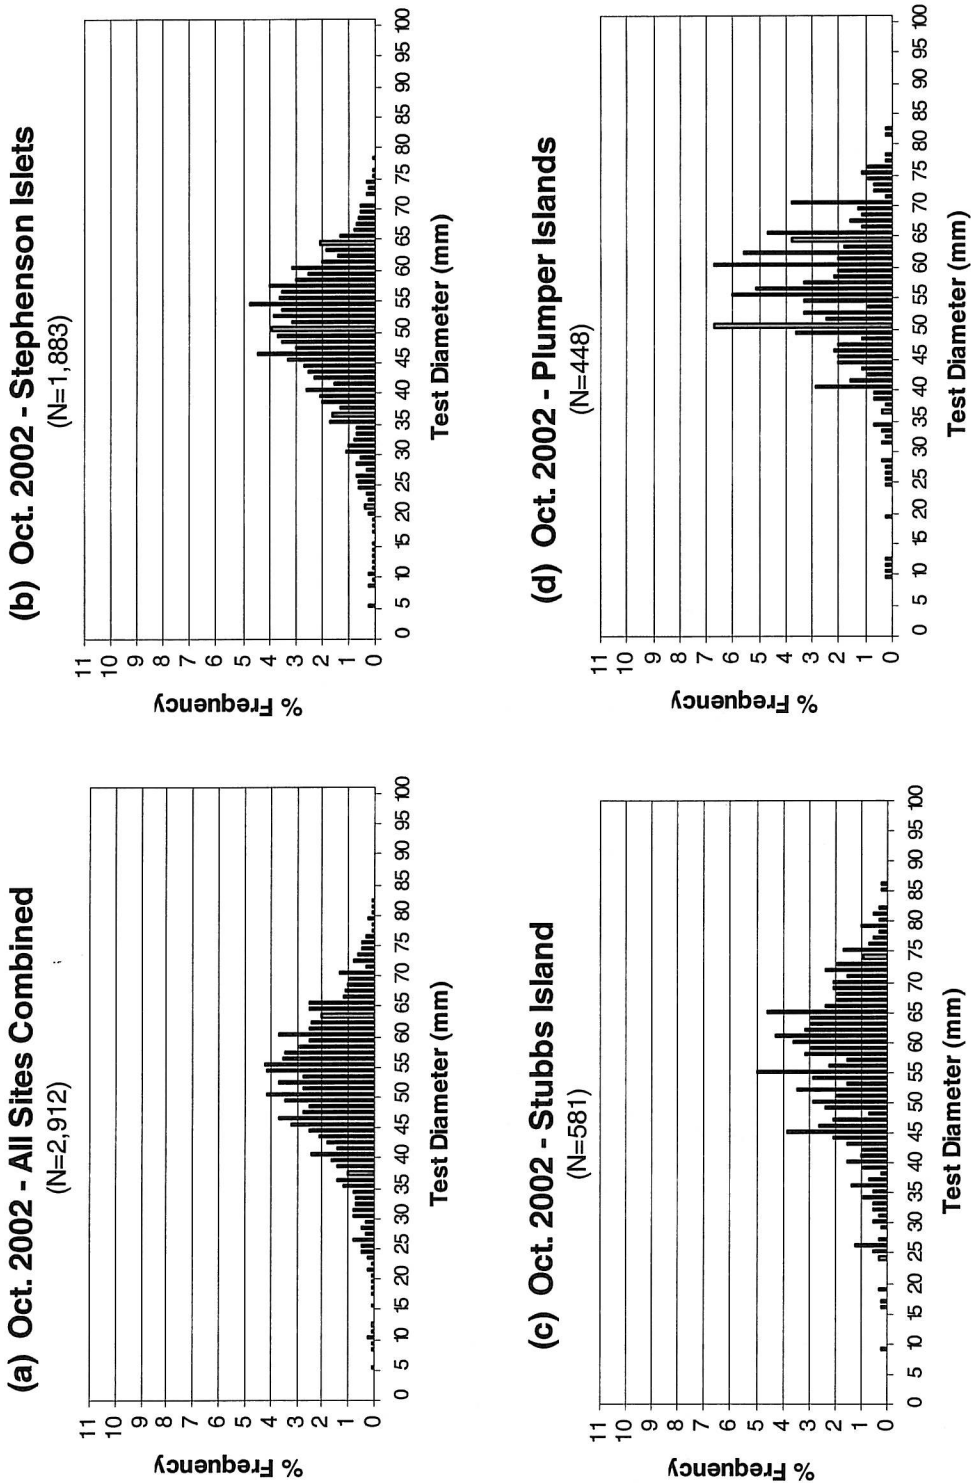 (a) Oct. 2002 - All Sites Combined
(N=2,912)
11
10
9
8
7
6
5
4
3
2
1
0
% Frequency
0 5 10 15 20 25 30 35 40 45 50 55 60 65 70 75 80 85 90 95 100
Test Diameter (mm)
(b) Oct. 2002 - Stephenson Islets
(N=1,883)
11
10
9
8
7
6
5
4
3
2
1
0
% Frequency
0 5 10 15 20 25 30 35 40 45 50 55 60 65 70 75 80 85 90 95 100
Test Diameter (mm)
(c) Oct. 2002 - Stubbs Island
(N=581)
11
10
9
8
7
6
5
4
3
2
1
0
% Frequency
0 5 10 15 20 25 30 35 40 45 50 55 60 65 70 75 80 85 90 95 100
Test Diameter (mm)
(d) Oct. 2002 - Plumper Islands
(N=448)
11
10
9
8
7
6
5
4
3
2
1
0
% Frequency
0 5 10 15 20 25 30 35 40 45 50 55 60 65 70 75 80 85 90 95 100
Test Diameter (mm)